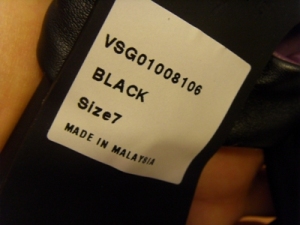 VSG01008106
BLACK
Size7
MADE IN MALAYSIA